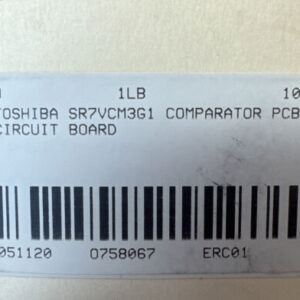 1LB 10
TOSHIBA SR7VCM3G1 COMPARATOR PCB
CIRCUIT BOARD
051120 0758067 ERC01